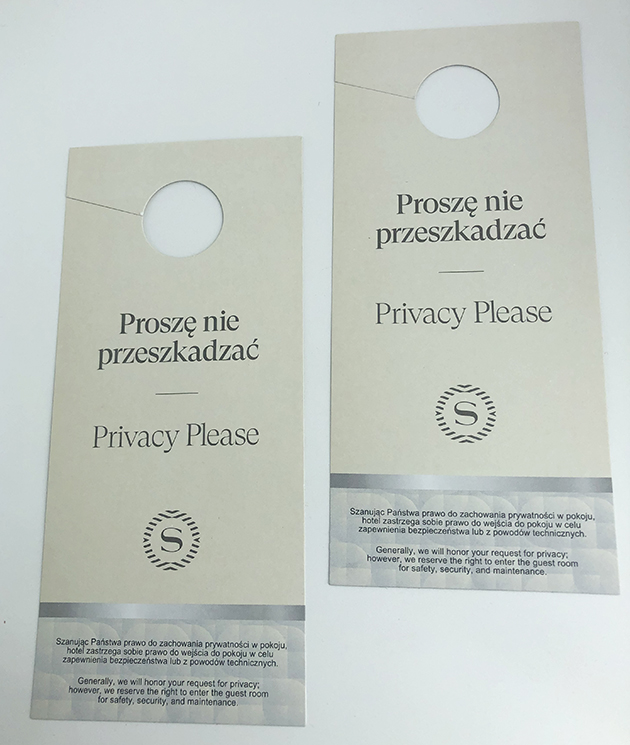 Proszę nie
przeszkadzać
Privacy Please
S
Szanując Państwa prawo do zachowania prywatności w pokoju,
hotel zastrzega sobie prawo do wejścia do pokoju w celu
zapewnienia bezpieczeństwa lub z powodów technicznych.
Generally, we will honor your request for privacy;
however, we reserve the right to enter the guest room
for safety, security, and maintenance.
Proszę nie
przeszkadzać
Privacy Please
S
Szanując Państwa prawo do zachowania prywatności w pokoju,
hotel zastrzega sobie prawo do wejścia do pokoju w celu
zapewnienia bezpieczeństwa lub z powodów technicznych.
Generally, we will honor your request for privacy;
however, we reserve the right to enter the guest room
for safety, security, and maintenance.